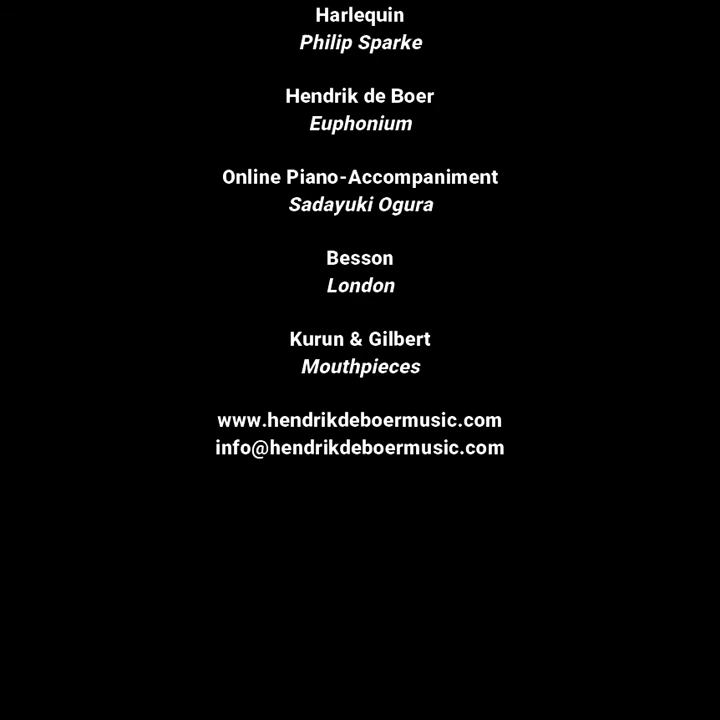 Harlequin
Philip Sparke
Hendrik de Boer
Euphonium
Online Piano-Accompaniment
Sadayuki Ogura
Besson
London
Kurun & Gilbert
Mouthpieces
www.hendrikdeboermusic.com
info@hendrikdeboermusic.com